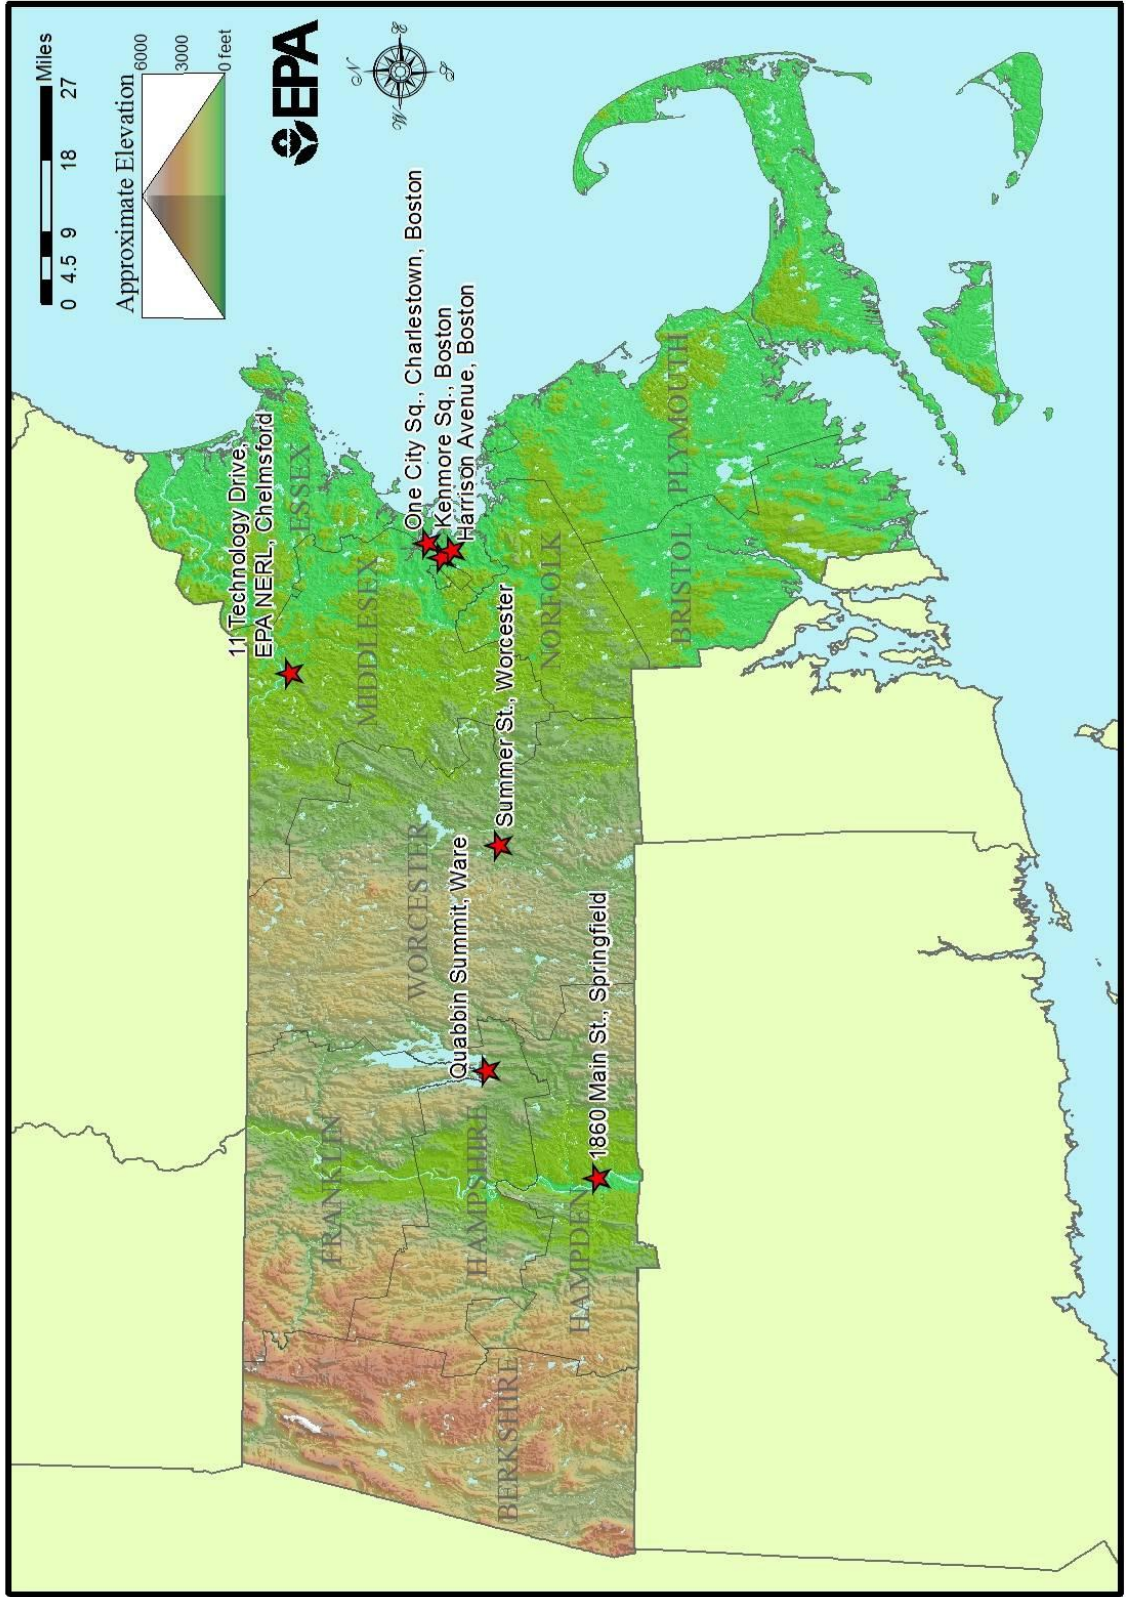 0 4.5 9 18 27 Miles
Approximate Elevation
6000
3000
0 feet
EPA
N
E
S
W
11 Technology Drive,
EPA NERL, Chelmsford
ESSEX
MIDDLESEX
One City Sq., Charlestown, Boston
Kenmore Sq., Boston
Harrison Avenue, Boston
FRANKLIN
WORCESTER
Quabbin Summit, Ware
Summer St., Worcester
HAMPSHIRE
BERKSHIRE
NORFOLK
HAMPDEN
1860 Main St., Springfield
BRISTOL
PLYMOUTH